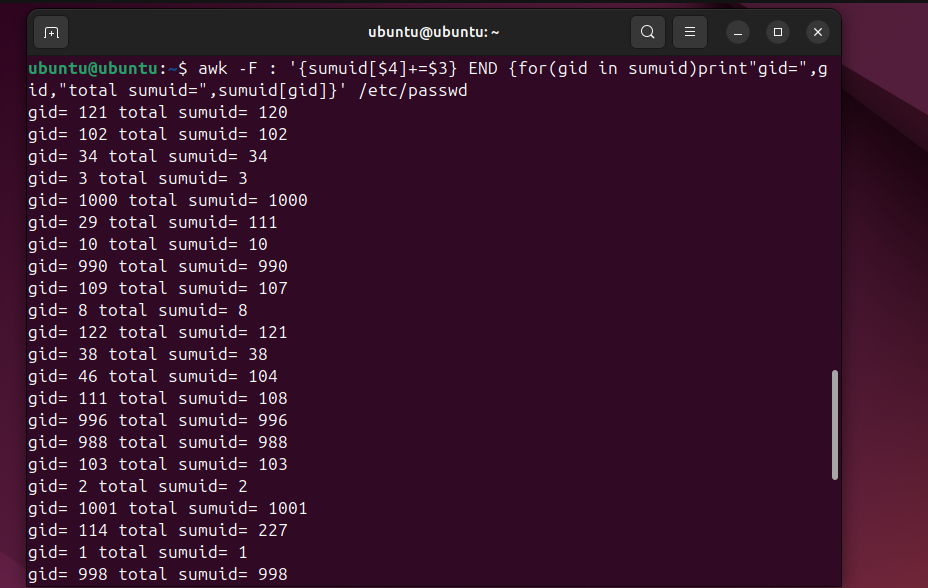 ubuntu@ubuntu: ~
ubuntu@ubuntu:~$ awk -F : '{sumuid[$4]+=$3} END {for(gid in sumuid)print"gid=",g
id,"total sumuid=",sumuid[gid]}' /etc/passwd
gid= 121 total sumuid= 120
gid= 102 total sumuid= 102
gid= 34 total sumuid= 34
gid= 3 total sumuid= 3
gid= 1000 total sumuid= 1000
gid= 29 total sumuid= 111
gid= 10 total sumuid= 10
gid= 990 total sumuid= 990
gid= 109 total sumuid= 107
gid= 8 total sumuid= 8
gid= 122 total sumuid= 121
gid= 38 total sumuid= 38
gid= 46 total sumuid= 104
gid= 111 total sumuid= 108
gid= 996 total sumuid= 996
gid= 988 total sumuid= 988
gid= 103 total sumuid= 103
gid= 2 total sumuid= 2
gid= 1001 total sumuid= 1001
gid= 114 total sumuid= 227
gid= 1 total sumuid= 1
gid= 998 total sumuid= 998